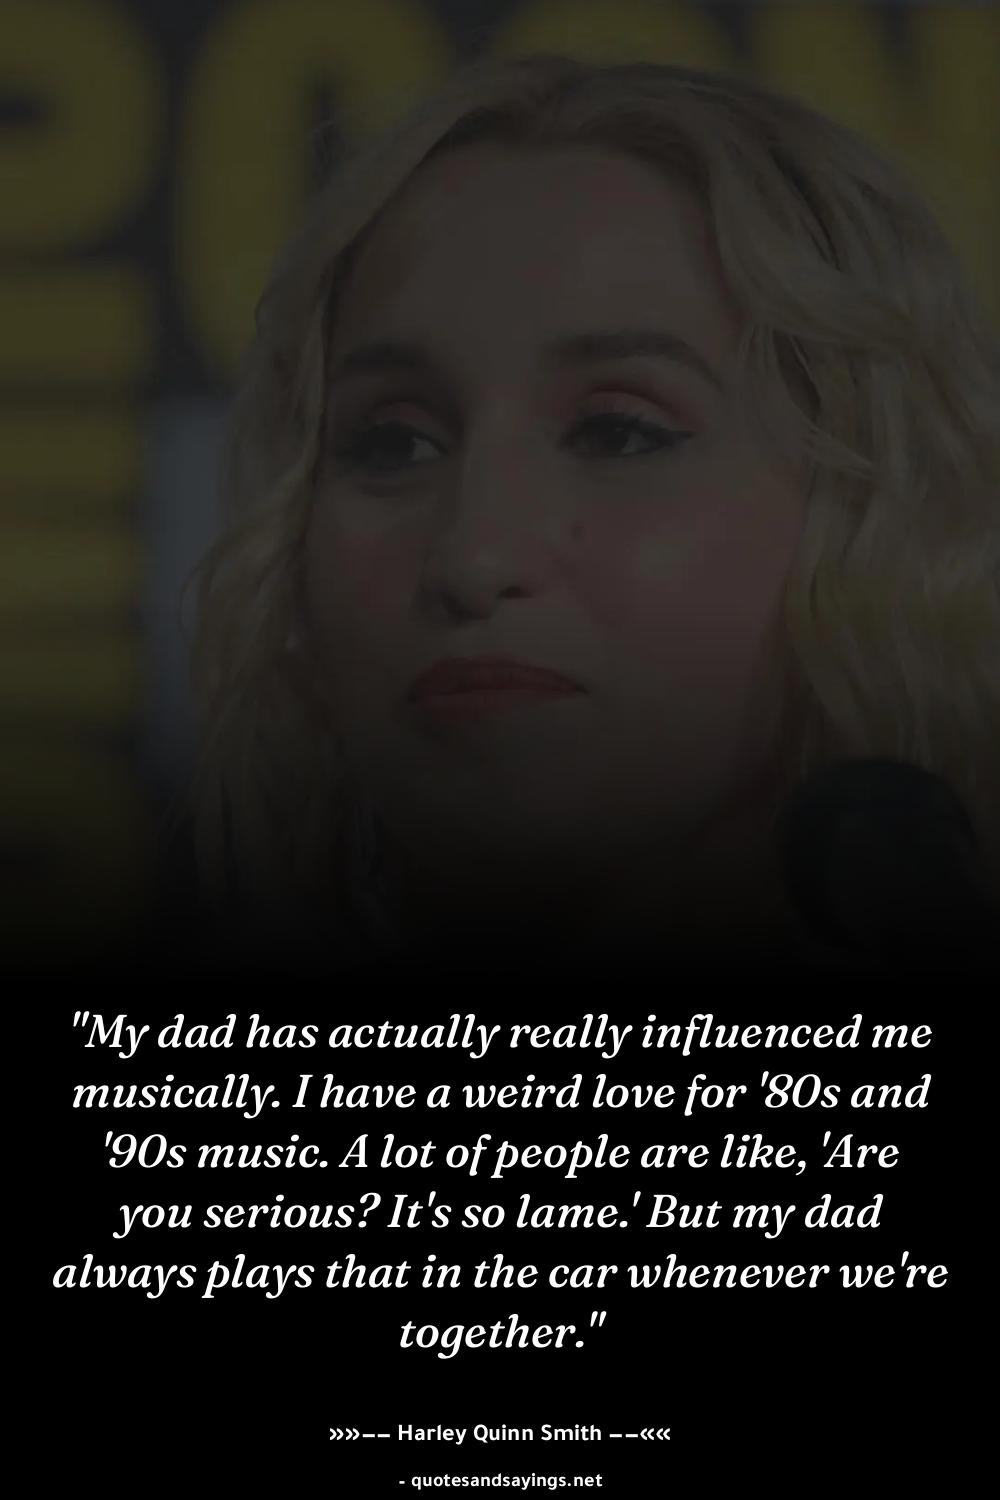 "My dad has actually really influenced me
musically. I have a weird love for '80s and
'90s music. A lot of people are like, 'Are
you serious? It's so lame.' But my dad
always plays that in the car whenever we're
together."
»»−− Harley Quinn Smith −−««
- quotesandsayings.net